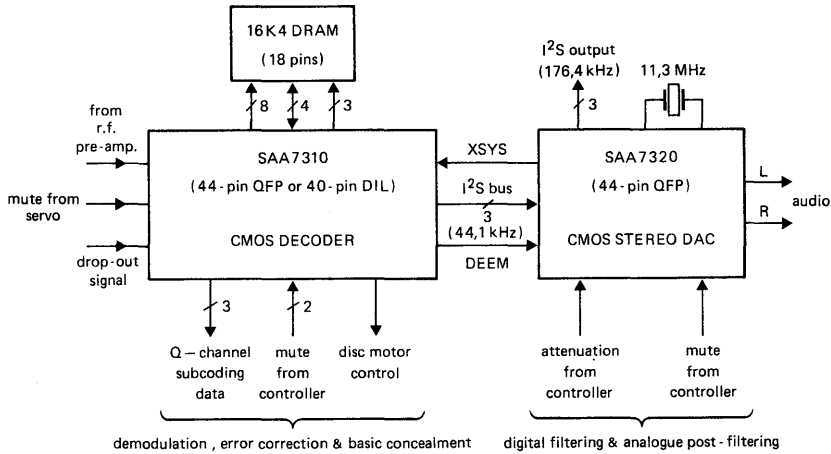 16K4 DRAM
(18 pins)
8
4
3
from
r.f.
pre-amp.
mute from
servo
drop-out
signal
SAA7310
(44-pin QFP or 40-pin DIL)
CMOS DECODER
XSYS
I²S bus
3
(44,1 kHz)
DEEM
I²S output
(176,4 kHz)
3
11,3 MHz
SAA7320
(44-pin QFP)
CMOS STEREO DAC
L
R
audio
3
2
Q – channel
subcoding
data
mute
from
controller
disc motor
control
attenuation
from
controller
mute
from
controller
demodulation , error correction & basic concealment
digital filtering & analogue post - filtering